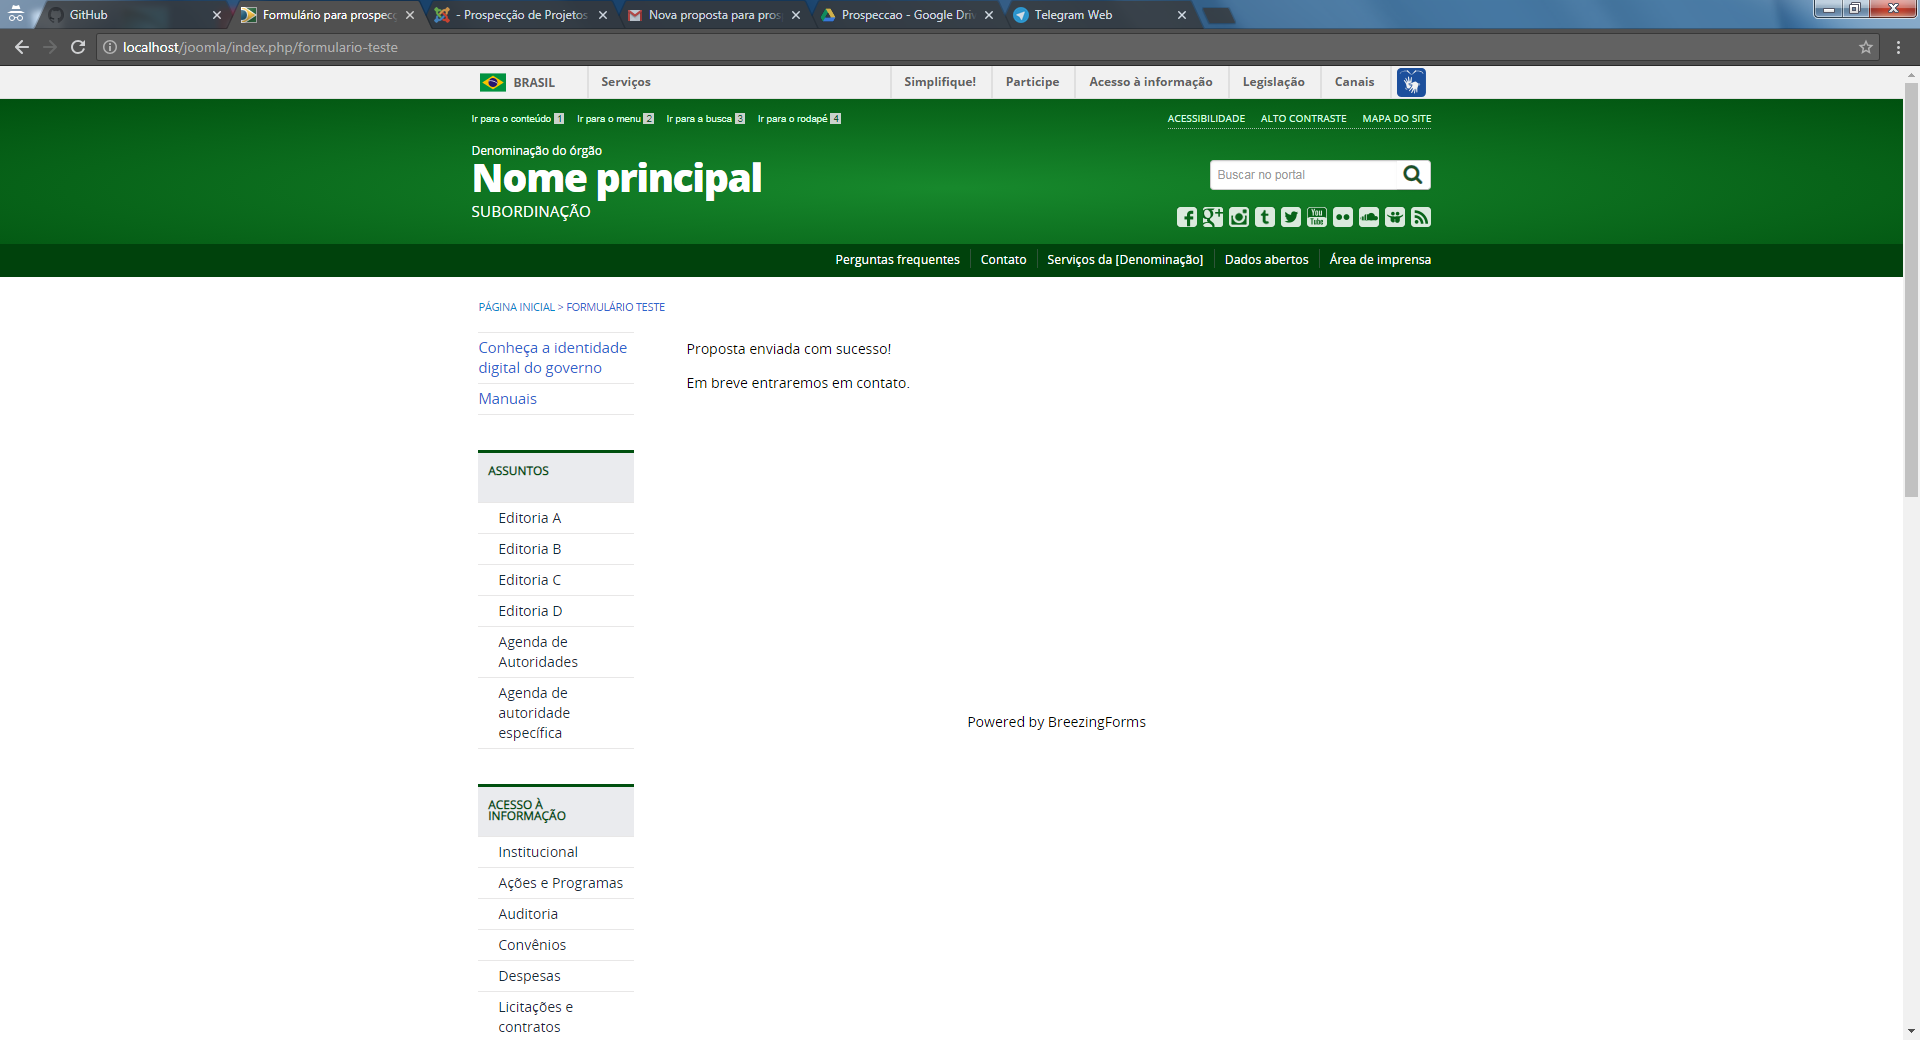 GitHub
Formulário para prospecç
- Prospecção de Projetos
Nova proposta para pros
Prospeccao - Google Driv
Telegram Web
localhost/joomla/index.php/formulario-teste
BRASIL
Serviços
Simplifique!
Participe
Acesso à informação
Legislação
Canais
Ir para o conteúdo 1
Ir para o menu 2
Ir para a busca 3
Ir para o rodapé 4
ACESSIBILIDADE
ALTO CONTRASTE
MAPA DO SITE
Denominação do órgão
Nome principal
SUBORDINAÇÃO
Buscar no portal
You
Tube
Perguntas frequentes
Contato
Serviços da [Denominação]
Dados abertos
Área de imprensa
PÁGINA INICIAL > FORMULÁRIO TESTE
Conheça a identidade
digital do governo
Manuais
Proposta enviada com sucesso!
Em breve entraremos em contato.
ASSUNTOS
Editoria A
Editoria B
Editoria C
Editoria D
Agenda de
Autoridades
Agenda de
autoridade
específica
Powered by BreezingForms
ACESSO À
INFORMAÇÃO
Institucional
Ações e Programas
Auditoria
Convênios
Despesas
Licitações e
contratos